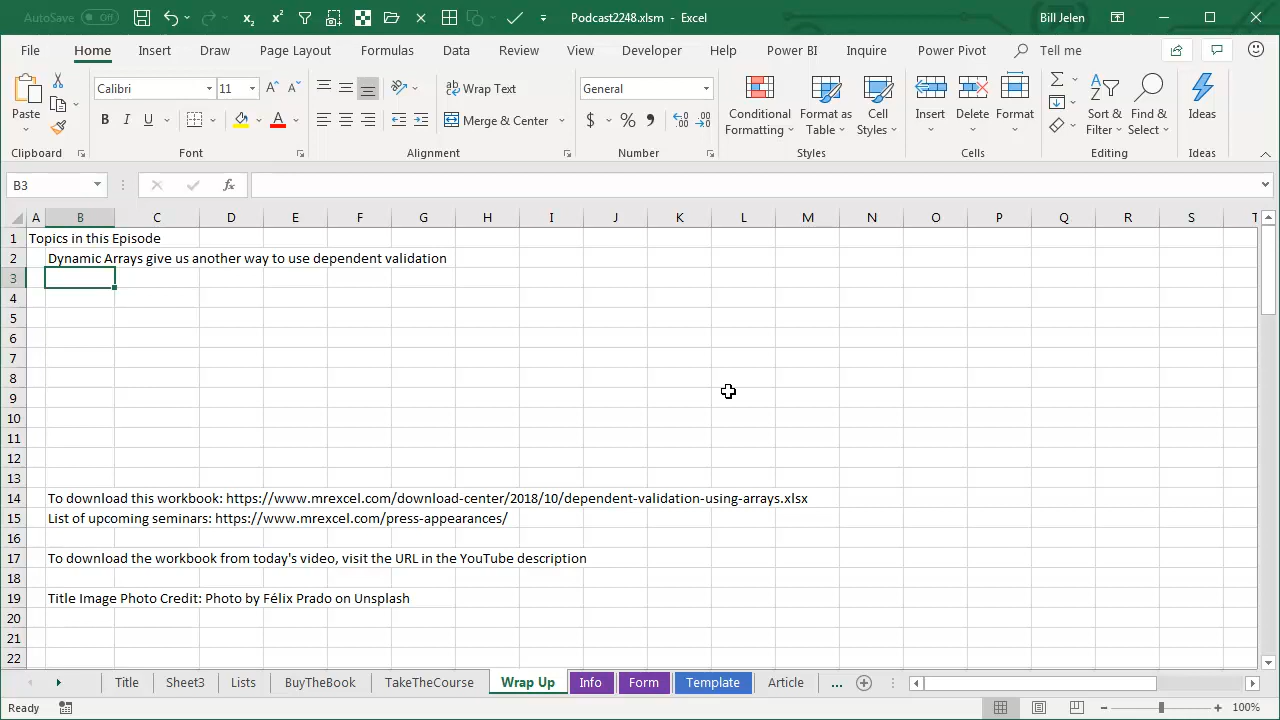 AutoSave Off x₂ x² Podcast2248.xlsm - Excel Bill Jelen
File Home Insert Draw Page Layout Formulas Data Review View Developer Help Power BI Inquire Power Pivot Tell me
Paste Calibri 11 A A Wrap Text General Conditional Formatting Format as Table Cell Styles Insert Delete Format Sort & Filter Find & Select Ideas
B I U A Merge & Center $ % ,
Clipboard Font Alignment Number Styles Cells Editing Ideas
B3 fx
A B C D E F G H I J K L M N O P Q R S T
1 Topics in this Episode
2 Dynamic Arrays give us another way to use dependent validation
3
4
5
6
7
8
9
10
11
12
13
14 To download this workbook: https://www.mrexcel.com/download-center/2018/10/dependent-validation-using-arrays.xlsx
15 List of upcoming seminars: https://www.mrexcel.com/press-appearances/
16
17 To download the workbook from today's video, visit the URL in the YouTube description
18
19 Title Image Photo Credit: Photo by Félix Prado on Unsplash
20
21
22
Title Sheet3 Lists BuyTheBook TakeTheCourse Wrap Up Info Form Template Article ...
Ready 100%